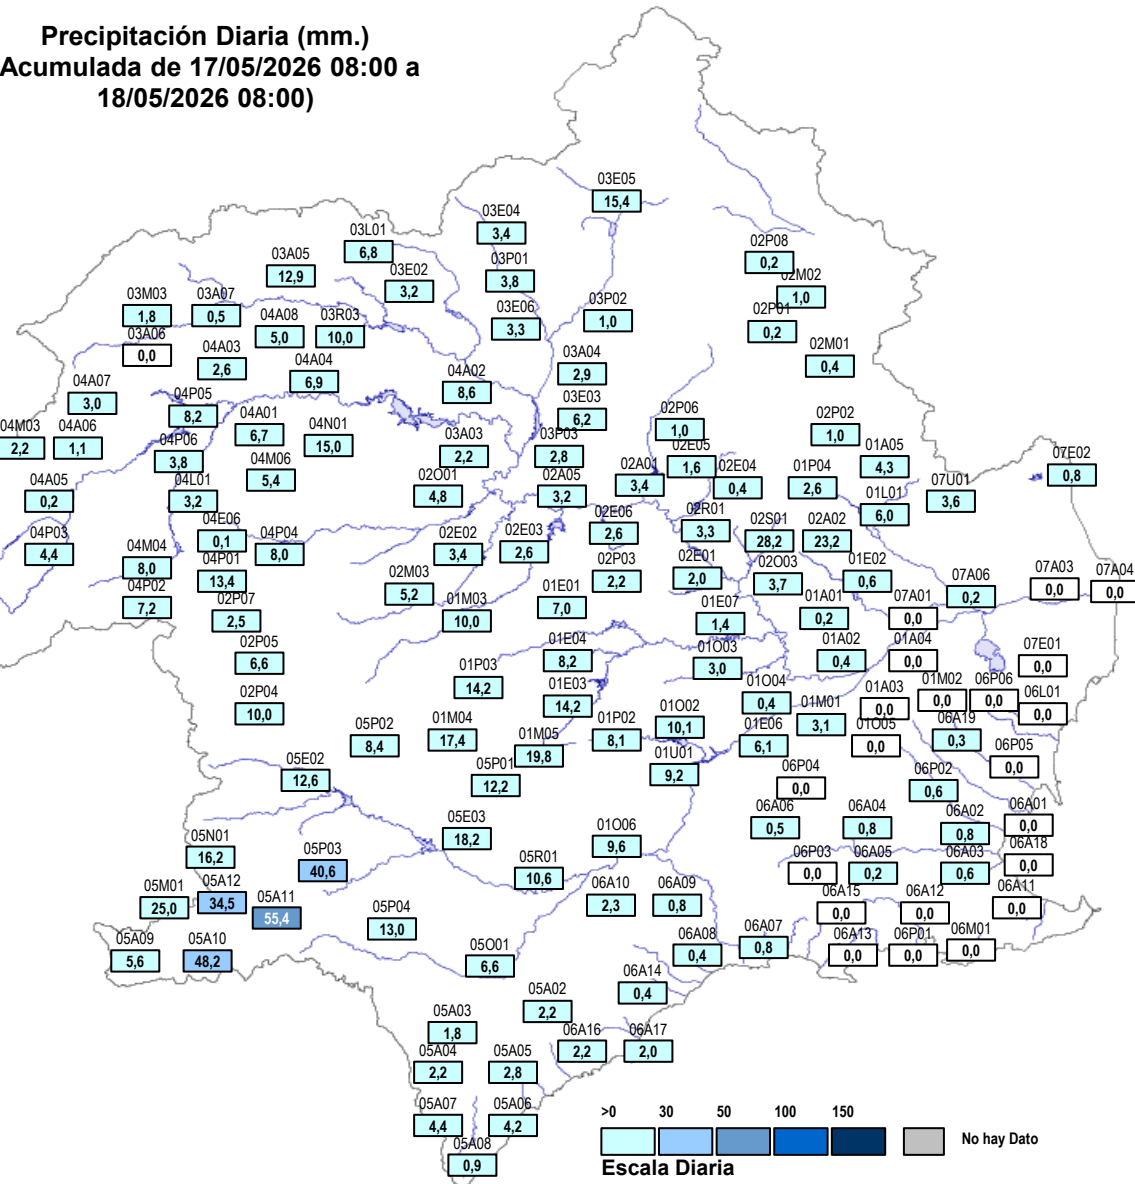 Precipitación Diaria (mm.)
Acumulada de 17/05/2026 08:00 a
18/05/2026 08:00)
03E05
15,4
03E04
3,4
03L01
6,8
03A05
12,9
03E02
3,2
03P01
3,8
02P08
0,2
02M02
1,0
03M03
1,8
03A07
0,5
04A08
5,0
03R03
10,0
03E06
3,3
03P02
1,0
02P01
0,2
03A06
0,0
04A03
2,6
04A04
6,9
04A02
8,6
03A04
2,9
02M01
0,4
04A07
3,0
04P05
8,2
04A01
6,7
04N01
15,0
03E03
6,2
02P06
1,0
02P02
1,0
04M03
2,2
04A06
1,1
04P06
3,8
04M06
5,4
03A03
2,2
03P03
2,8
02E05
1,6
01A05
4,3
07E02
0,8
04A05
0,2
04L01
3,2
02O01
4,8
02A05
3,2
02A01
3,4
02E04
0,4
01P04
2,6
01L01
6,0
07U01
3,6
04P03
4,4
04E06
0,1
04P04
8,0
02E02
3,4
02E03
2,6
02E06
2,6
02R01
3,3
02S01
28,2
02A02
23,2
04M04
8,0
04P01
13,4
02M03
5,2
02P03
2,2
02E01
2,0
02O03
3,7
01E02
0,6
07A06
0,2
07A03
0,0
07A04
0,0
04P02
7,2
02P07
2,5
01M03
10,0
01E01
7,0
01E07
1,4
01A01
0,2
07A01
0,0
02P05
6,6
01P03
14,2
01E04
8,2
01O03
3,0
01A02
0,4
01A04
0,0
07E01
0,0
02P04
10,0
01E03
14,2
01O04
0,4
01A03
0,0
01M02
0,0
06P06
0,0
06L01
0,0
05P02
8,4
01M04
17,4
01M05
19,8
01P02
8,1
01O02
10,1
01E06
6,1
01M01
3,1
01O05
0,0
06A19
0,3
06P05
0,0
05E02
12,6
05P01
12,2
01U01
9,2
06P04
0,0
06P02
0,6
05E03
18,2
01O06
9,6
06A06
0,5
06A04
0,8
06A02
0,8
06A01
0,0
05N01
16,2
05P03
40,6
05R01
10,6
06P03
0,0
06A05
0,2
06A03
0,6
06A18
0,0
05M01
25,0
05A12
34,5
05A11
55,4
05P04
13,0
06A10
2,3
06A09
0,8
06A15
0,0
06A12
0,0
06A11
0,0
05A09
5,6
05A10
48,2
05O01
6,6
06A08
0,4
06A07
0,8
06A13
0,0
06P01
0,0
06M01
0,0
05A02
2,2
06A14
0,4
05A03
1,8
06A16
2,2
06A17
2,0
05A04
2,2
05A05
2,8
05A07
4,4
05A06
4,2
05A08
0,9
>0 30 50 100 150
No hay Dato
Escala Diaria